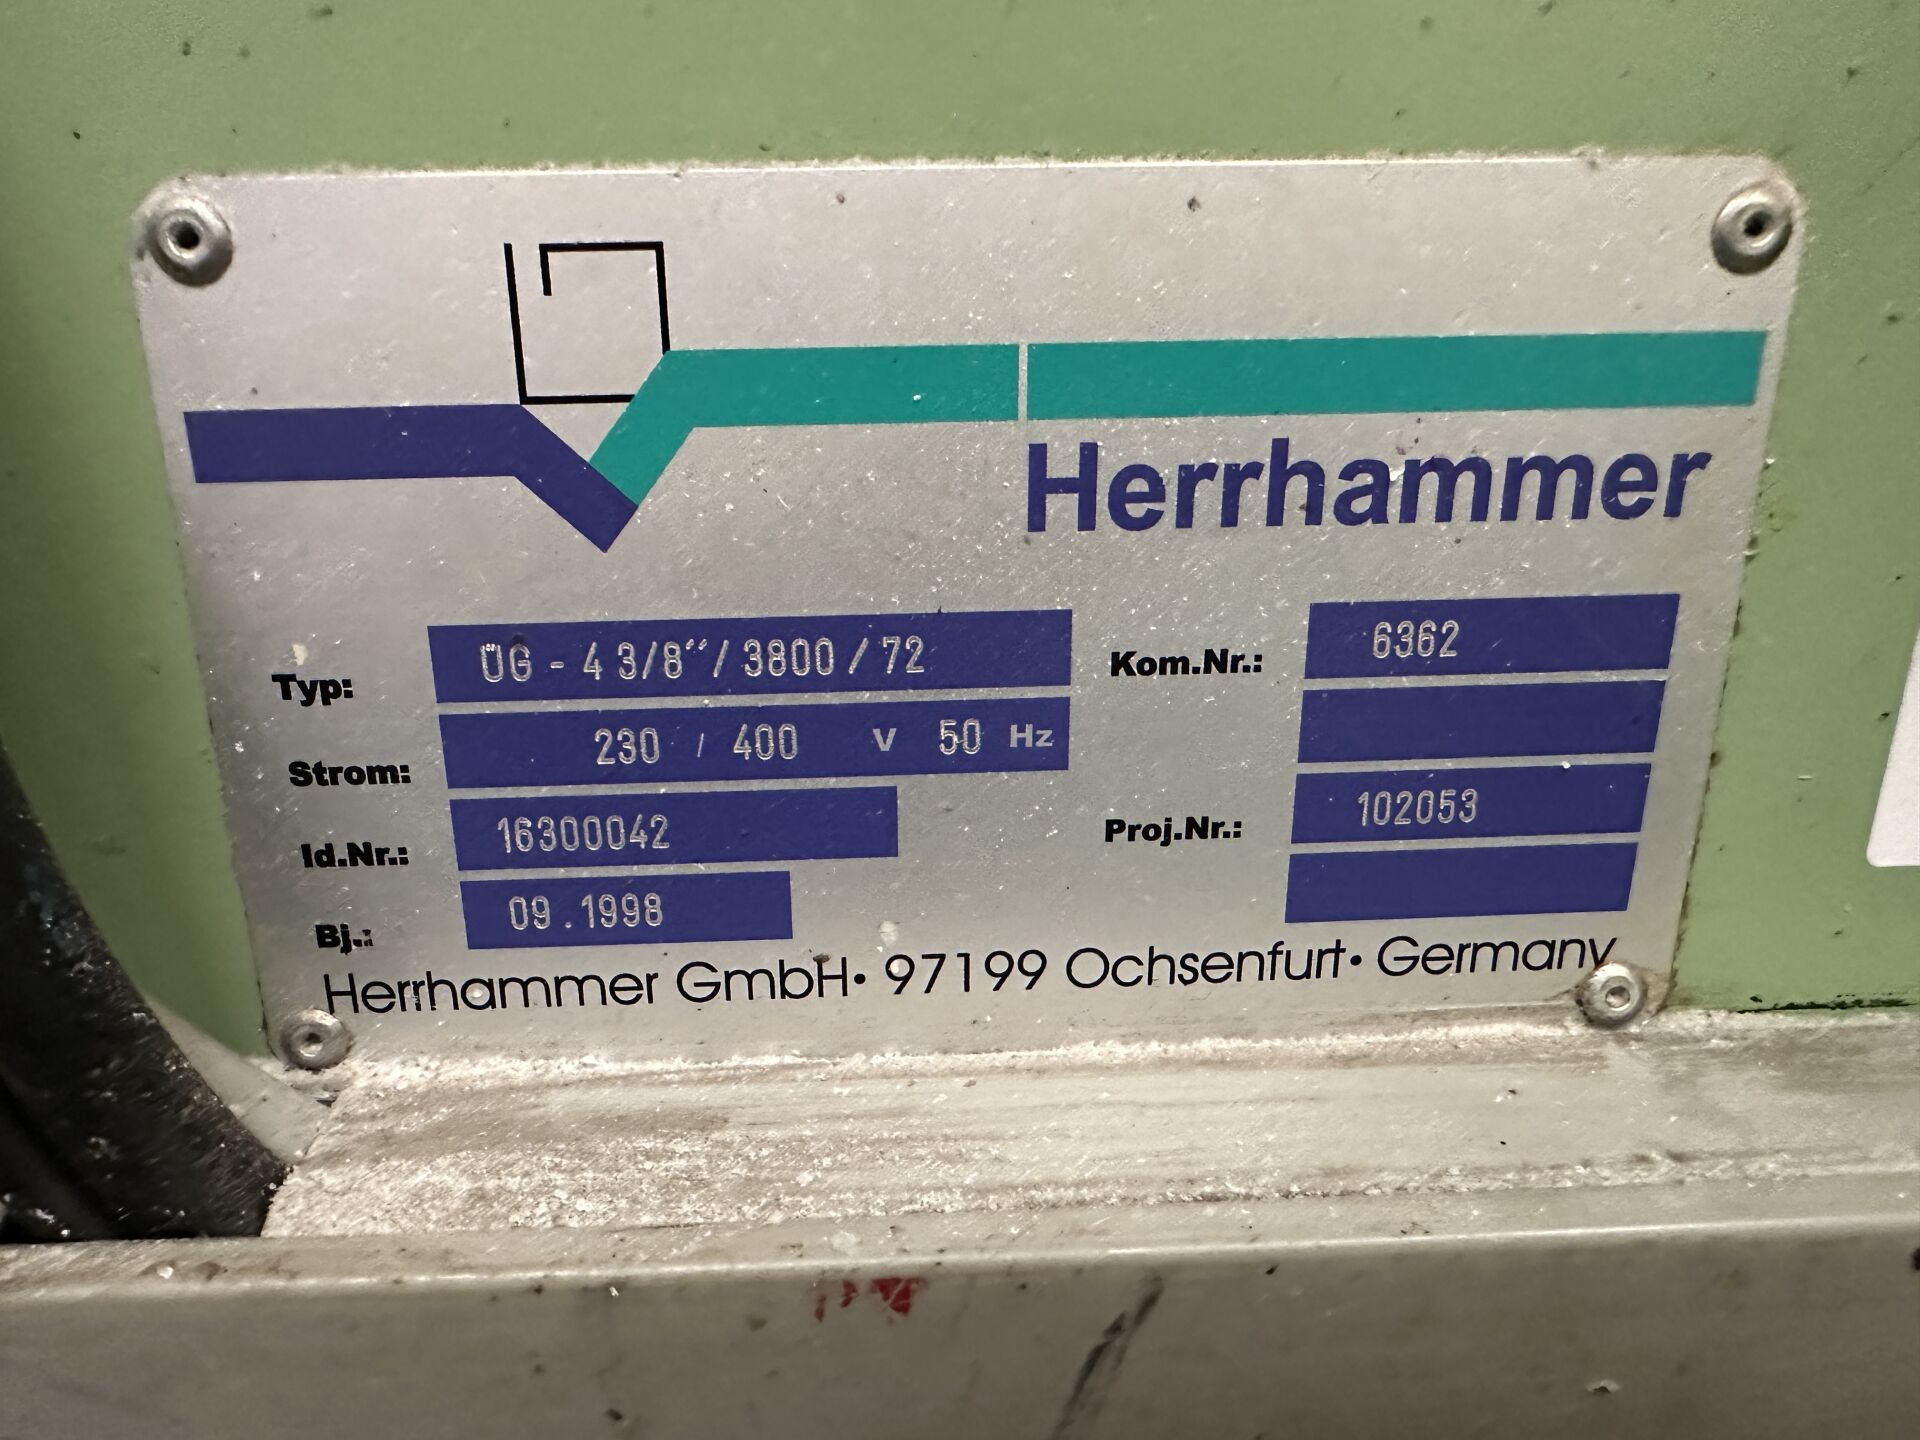 Herrhammer
Typ: ÜG - 4 3/8"/3800/72
Kom.Nr.: 6362
Strom: 230 / 400 V 50 Hz
Id.Nr.: 16300042
Proj.Nr.: 102053
Bj.: 09.1998
Herrhammer GmbH• 97199 Ochsenfurt• Germany